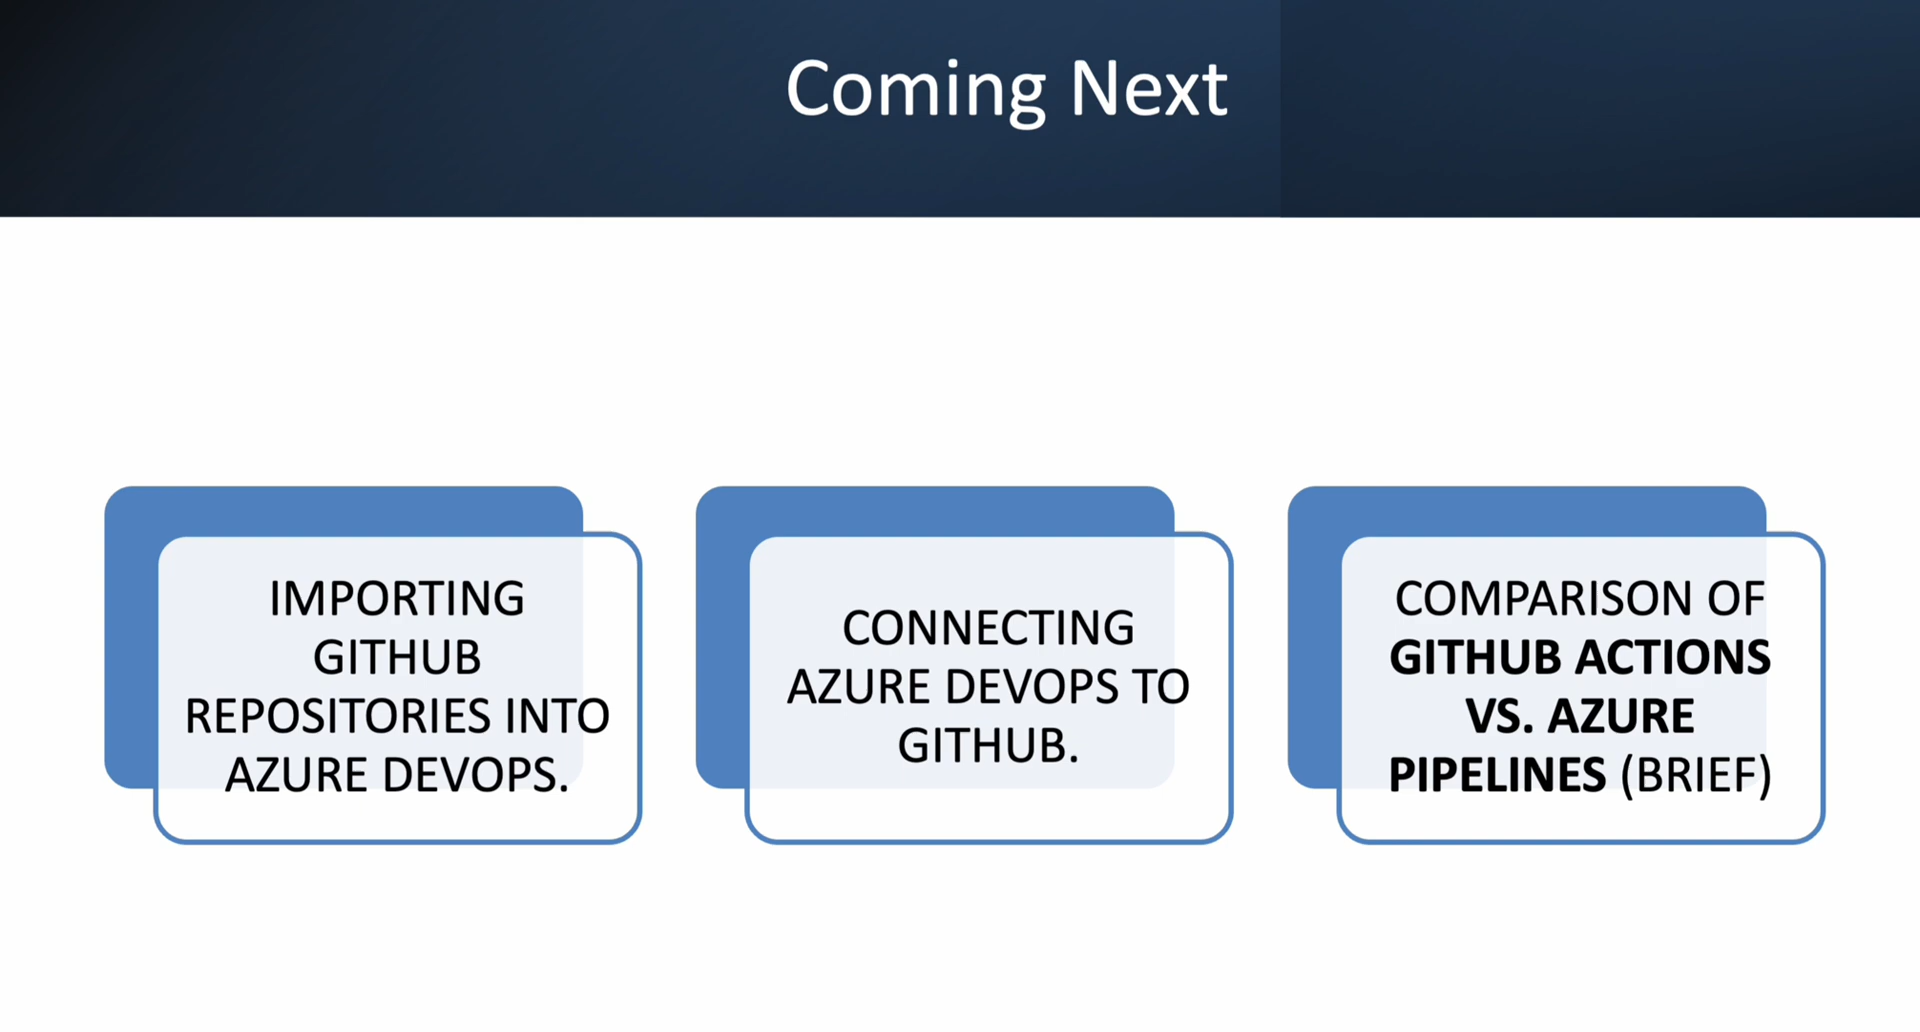 Coming Next
IMPORTING
GITHUB
REPOSITORIES INTO
AZURE DEVOPS.
CONNECTING
AZURE DEVOPS TO
GITHUB.
COMPARISON OF
GITHUB ACTIONS
VS. AZURE
PIPELINES (BRIEF)